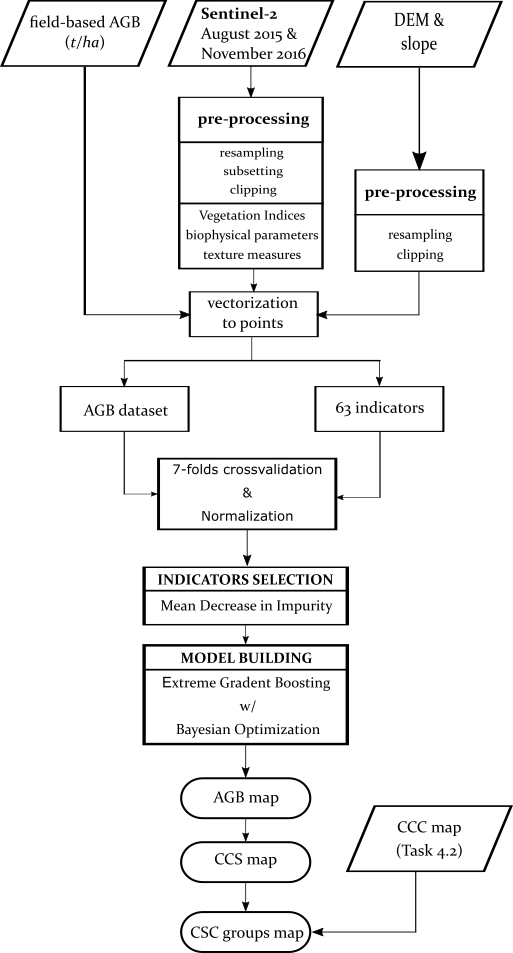 field-based AGB
(t/ha)
Sentinel-2
August 2015 &
November 2016
DEM &
slope
pre-processing
resampling
subsetting
clipping
Vegetation Indices
biophysical parameters
texture measures
pre-processing
resampling
clipping
vectorization
to points
AGB dataset
63 indicators
7-folds crossvalidation
&
Normalization
INDICATORS SELECTION
Mean Decrease in Impurity
MODEL BUILDING
Extreme Gradent Boosting
w/
Bayesian Optimization
AGB map
CCS map
CCC map
(Task 4.2)
CSC groups map